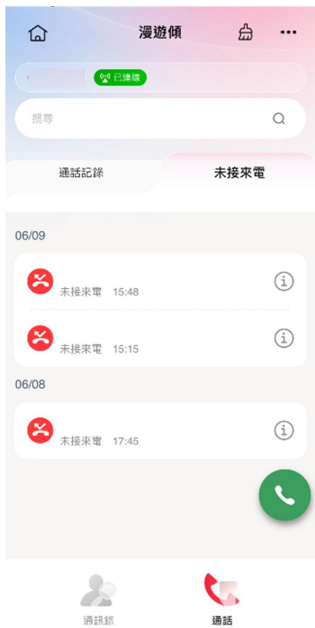 漫遊傾
已連線
搜尋
通話記錄
未接來電
06/09
未接來電 15:48
未接來電 15:15
06/08
未接來電 17:45
通訊錄
通話